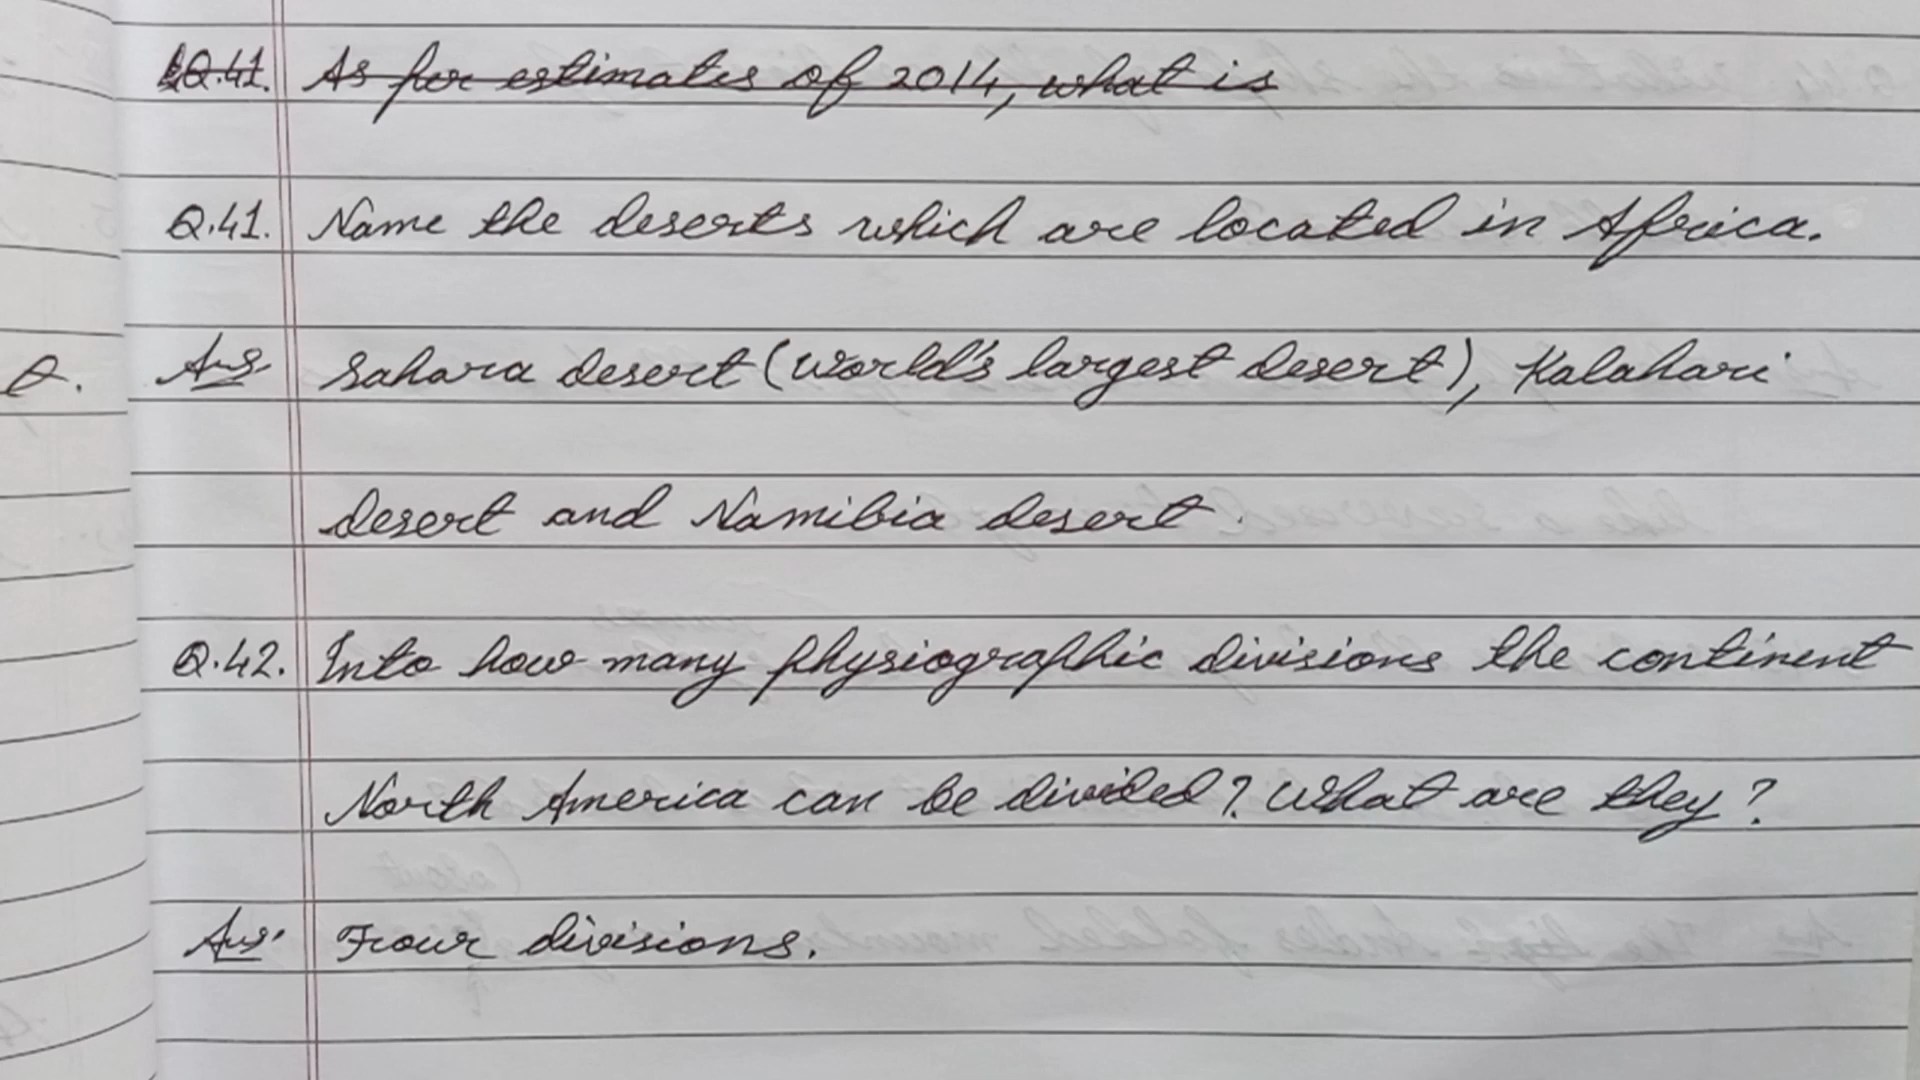 Q.41. As per estimates of 2014, what is
Q.41. Name the deserts which are located in Africa.
Ans. Sahara desert (World's largest desert), Kalahari
desert and Namibia desert.
Q.42. Into how many physiographic divisions the continent
North America can be divided? What are they?
Ans. Four divisions.